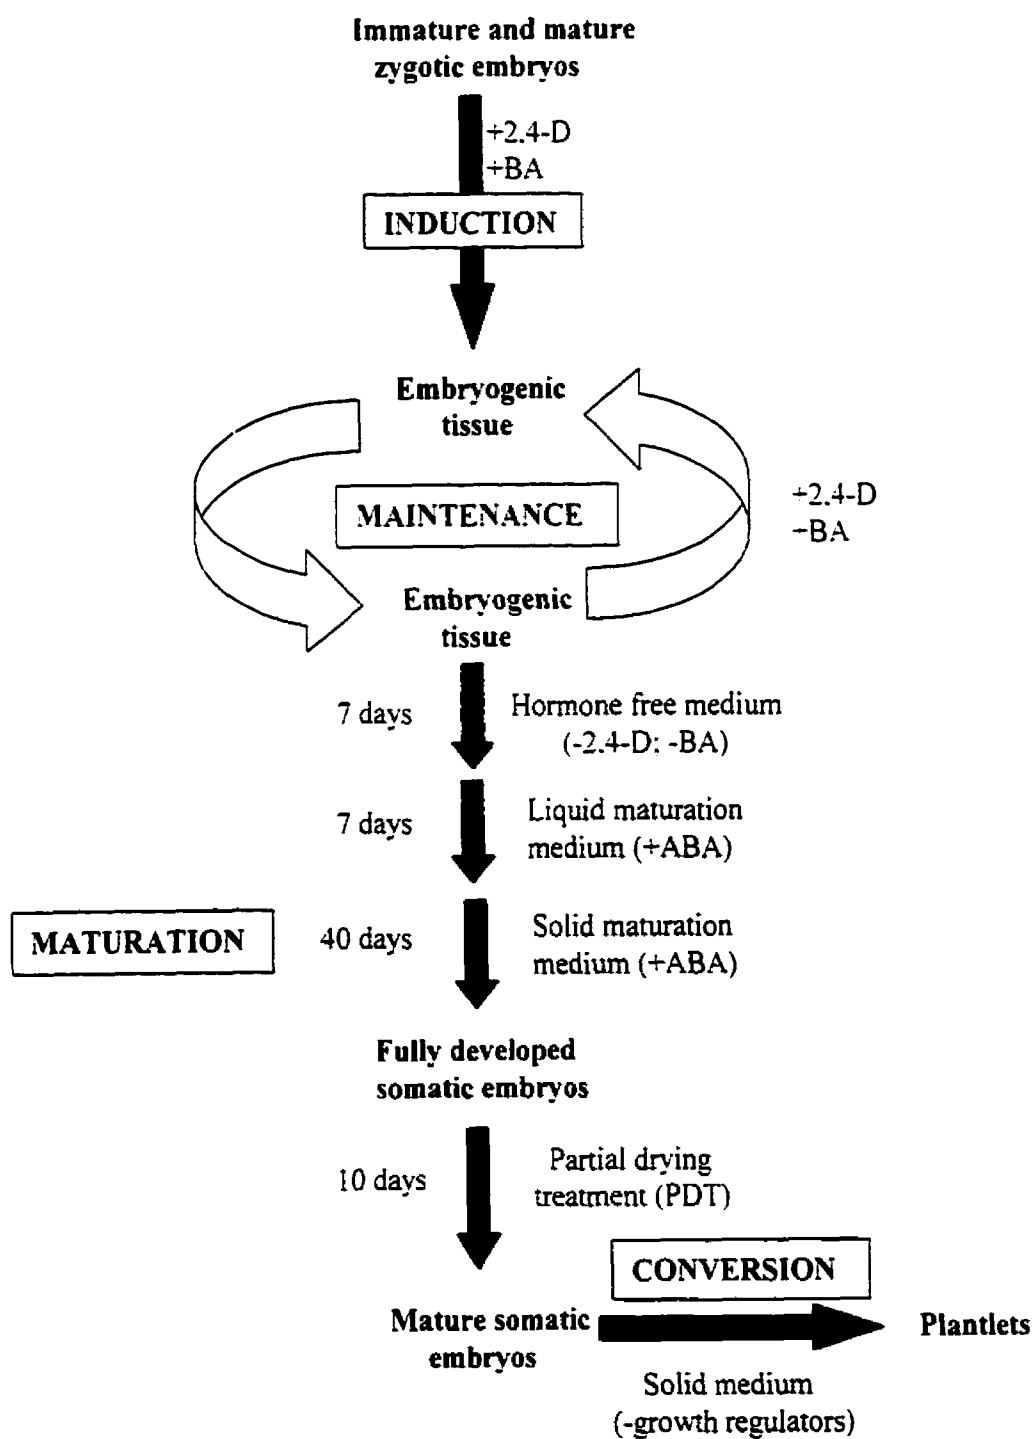 Immature and mature
zygotic embryos
+2.4-D
+BA
INDUCTION
Embryogenic
tissue
MAINTENANCE
+2.4-D
+BA
Embryogenic
tissue
7 days
Hormone free medium
(-2.4-D: -BA)
7 days
Liquid maturation
medium (+ABA)
MATURATION
40 days
Solid maturation
medium (+ABA)
Fully developed
somatic embryos
10 days
Partial drying
treatment (PDT)
CONVERSION
Mature somatic
embryos
Plantlets
Solid medium
(-growth regulators)